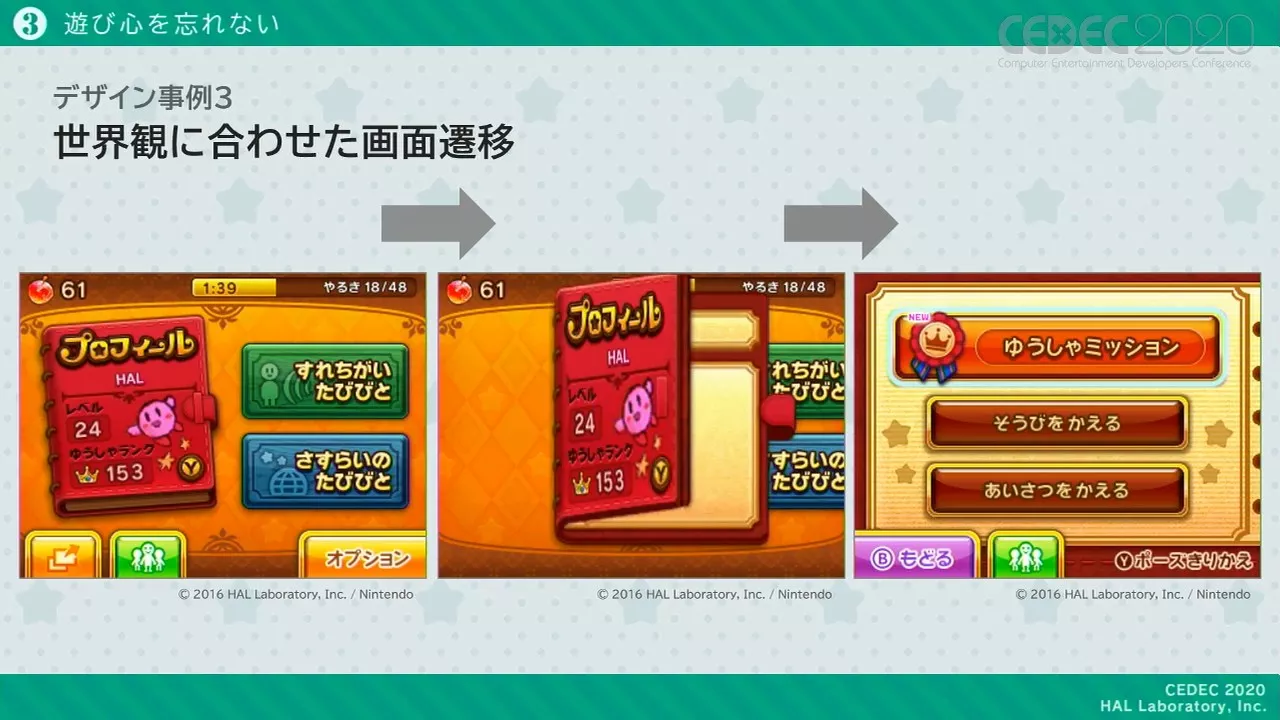 3 遊び心を忘れない
CEDEC 2020
Computer Entertainment Developers Conference
デザイン事例3
世界観に合わせた画面遷移
61
1:39
やるき 18/48
プロフィール
HAL
レベル
24
ゆうしゃランク
153
Y
すれちがい
たびびと
さすらいの
たびびと
オプション
© 2016 HAL Laboratory, Inc. / Nintendo
61
やるき 18/48
プロフィール
HAL
レベル
24
ゆうしゃランク
153
Y
れちがい
たびびと
すらいの
たびびと
© 2016 HAL Laboratory, Inc. / Nintendo
NEW
ゆうしゃミッション
そうびをかえる
あいさつをかえる
B もどる
Y ポーズきりかえ
© 2016 HAL Laboratory, Inc. / Nintendo
CEDEC 2020
HAL Laboratory, Inc.